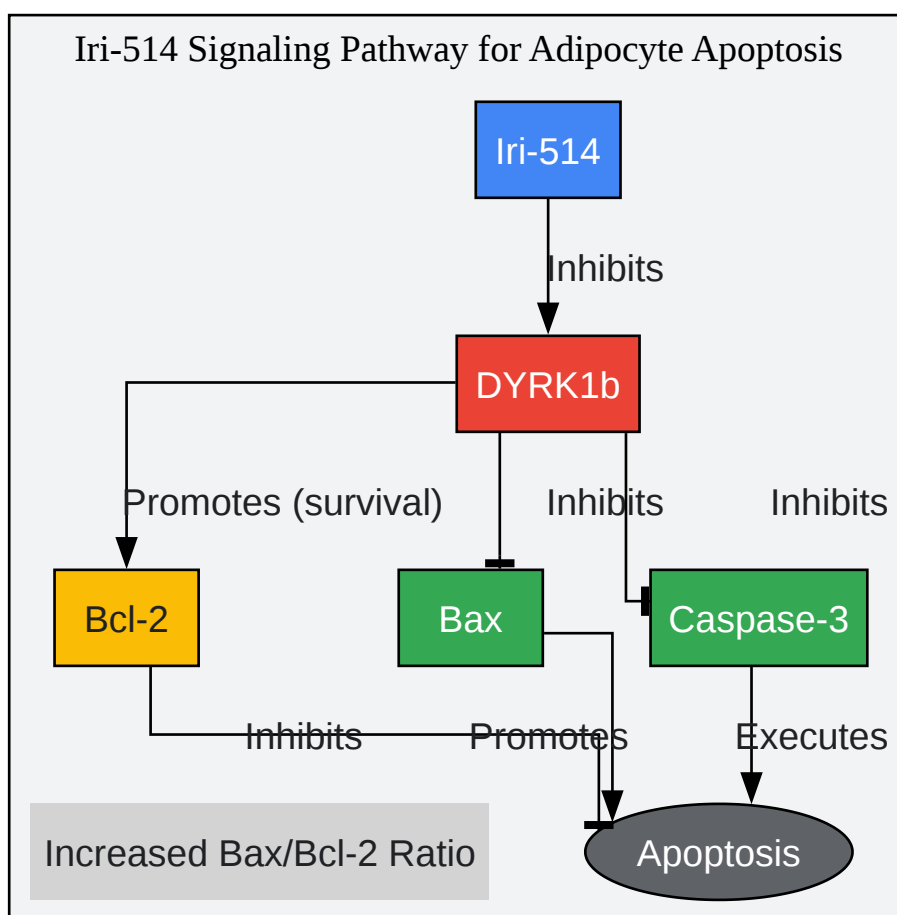 Iri-514 Signaling Pathway for Adipocyte Apoptosis
Iri-514
Inhibits
DYRK1b
Promotes (survival)
Inhibits
Inhibits
Bcl-2
Bax
Caspase-3
Inhibits
Promotes
Executes
Increased Bax/Bcl-2 Ratio
Apoptosis